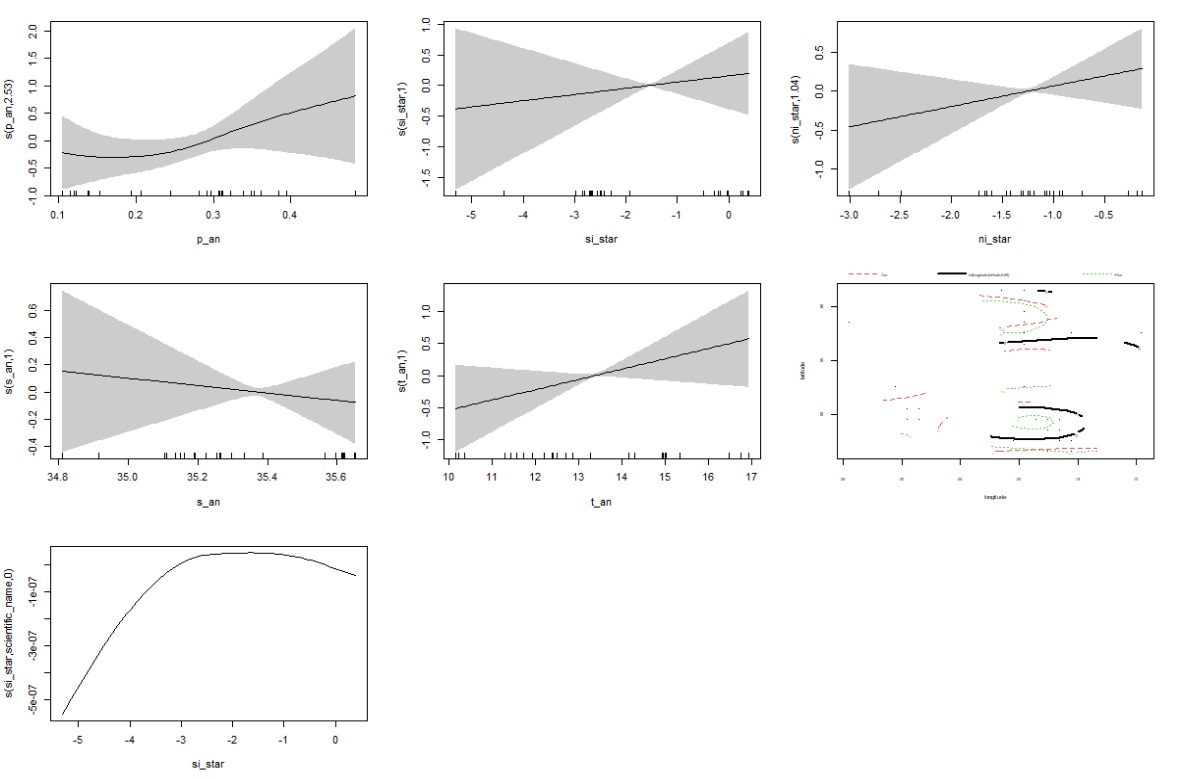 s(p_an,2.53)
2.0
1.5
1.0
0.5
0.0
-0.5
-1.0
0.1 0.2 0.3 0.4
p_an
s(si_star,1)
1.0
0.5
0.0
-0.5
-1.0
-1.5
-5 -4 -3 -2 -1 0
si_star
s(ni_star,1.04)
0.5
0.0
-0.5
-1.0
-3.0 -2.5 -2.0 -1.5 -1.0 -0.5
ni_star
s(s_an,1)
0.6
0.4
0.2
0.0
-0.2
-0.4
34.8 35.0 35.2 35.4 35.6
s_an
s(t_an,1)
1.0
0.5
0.0
-0.5
-1.0
10 11 12 13 14 15 16 17
t_an
latitude
longitude
s(si_star,scientific_name,0)
-1e-07
-3e-07
-5e-07
-5 -4 -3 -2 -1 0
si_star